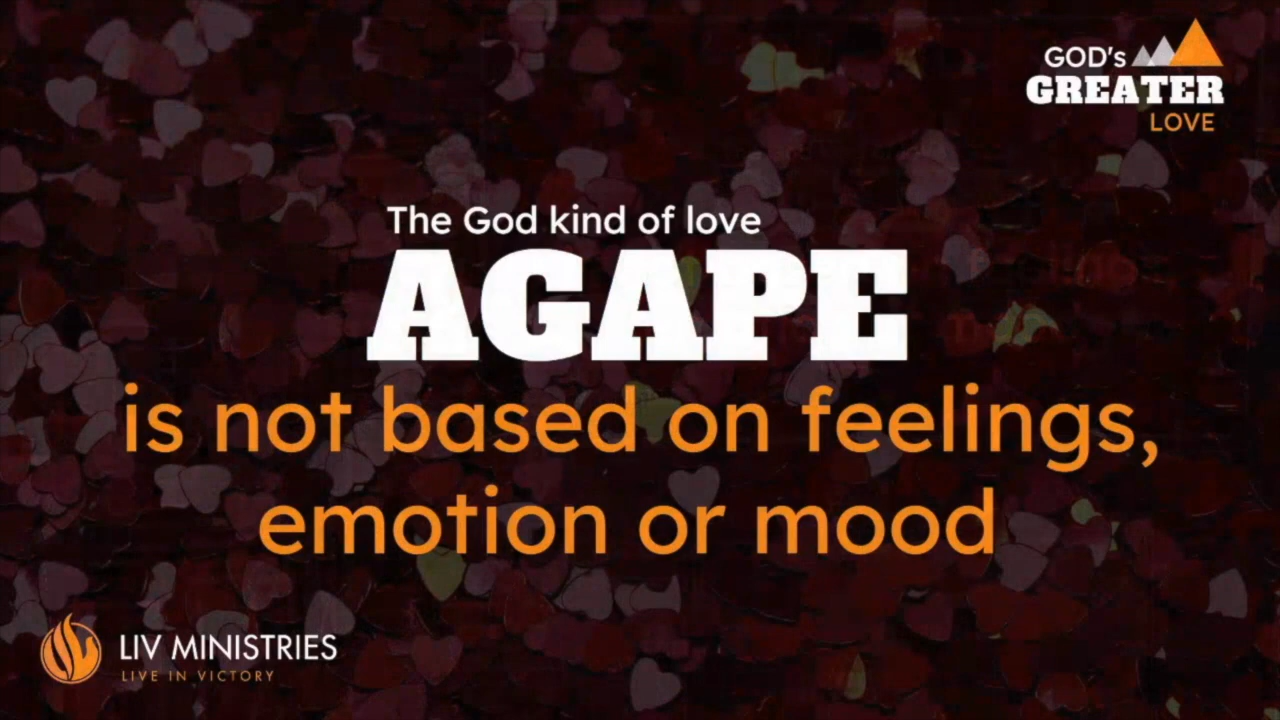 GOD's
GREATER
LOVE
The God kind of love
AGAPE
is not based on feelings,
emotion or mood
LIV MINISTRIES
LIVE IN VICTORY